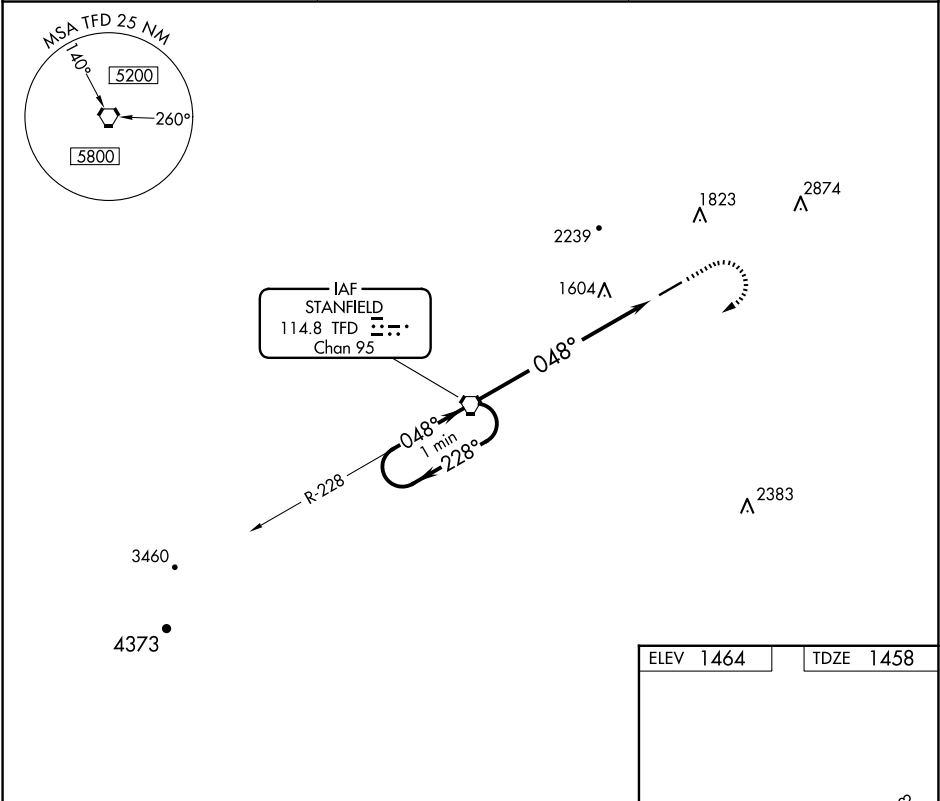 MSA TFD 25 NM
140°
5200
260°
5800
1823
2874
2239
1604
IAF
STANFIELD
114.8 TFD
Chan 95
048°
048°
1 min
228°
R-228
2383
3460
4373
ELEV 1464
TDZE 1458